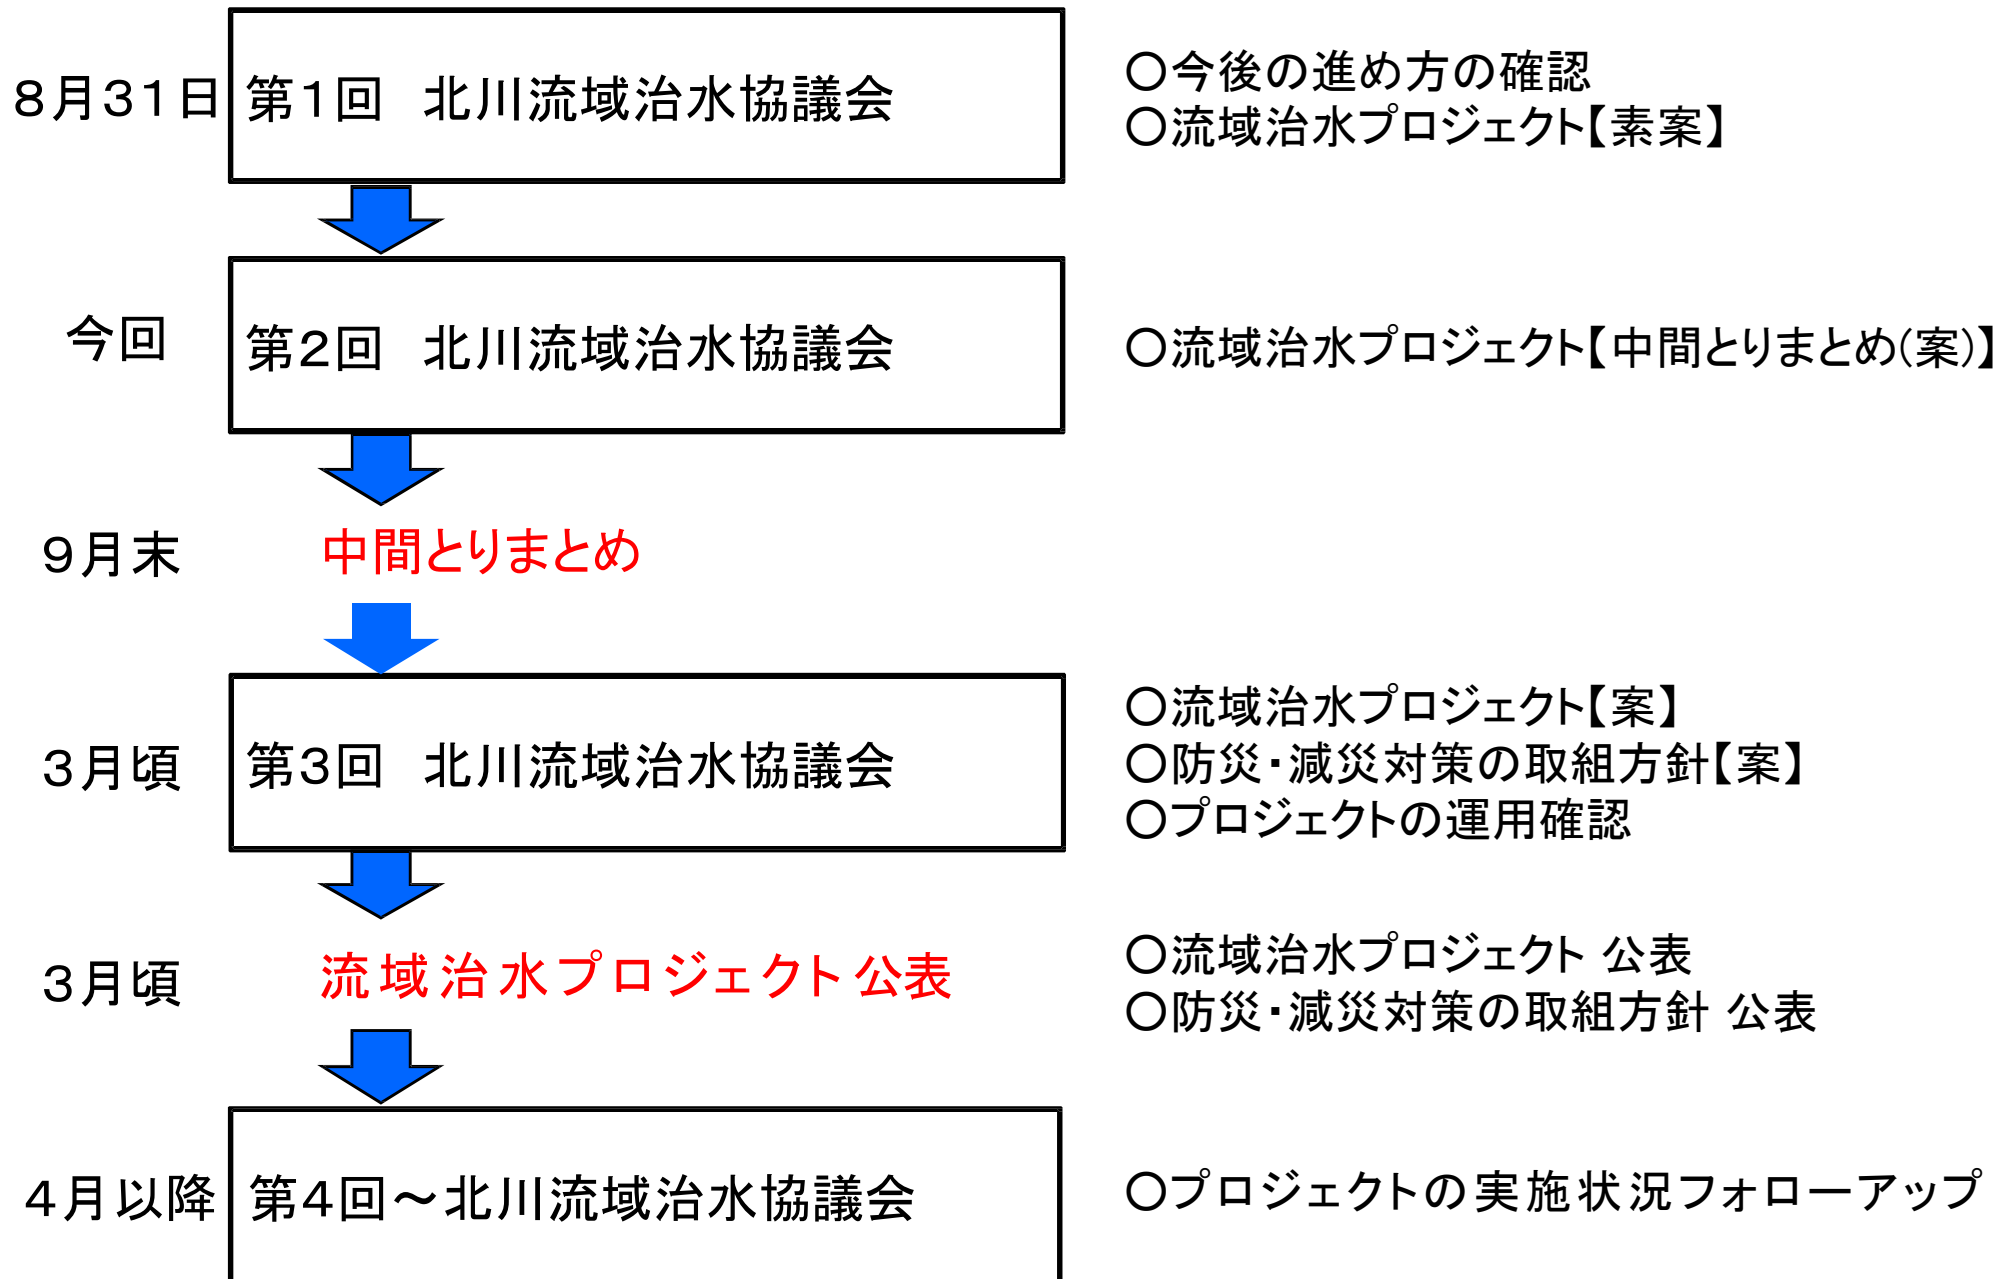 8月31日
第1回　北川流域治水協議会
〇今後の進め方の確認
〇流域治水プロジェクト【素案】
今回
第2回　北川流域治水協議会
〇流域治水プロジェクト【中間とりまとめ(案)】
9月末
中間とりまとめ
3月頃
第3回　北川流域治水協議会
〇流域治水プロジェクト【案】
〇防災・減災対策の取組方針【案】
〇プロジェクトの運用確認
3月頃
流域治水プロジェクト 公表
〇流域治水プロジェクト 公表
〇防災・減災対策の取組方針 公表
4月以降
第4回～北川流域治水協議会
〇プロジェクトの実施状況フォローアップ